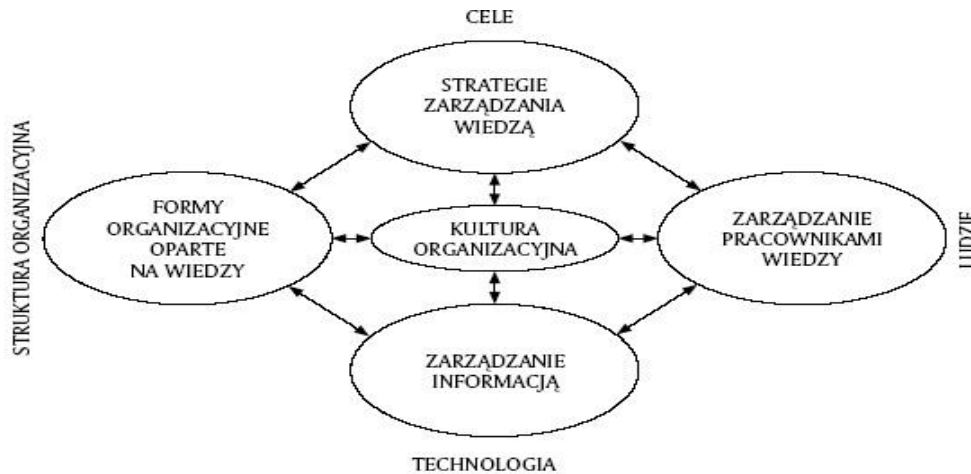 CELE
STRATEGIE
ZARZĄDZANIA
WIEDZĄ
STRUKTURA ORGANIZACYJNA
FORMY
ORGANIZACYJNE
OPARTE
NA WIEDZY
KULTURA
ORGANIZACYJNA
ZARZĄDZANIE
PRACOWNIKAMI
WIEDZY
LUDZIE
ZARZĄDZANIE
INFORMACJĄ
TECHNOLOGIA